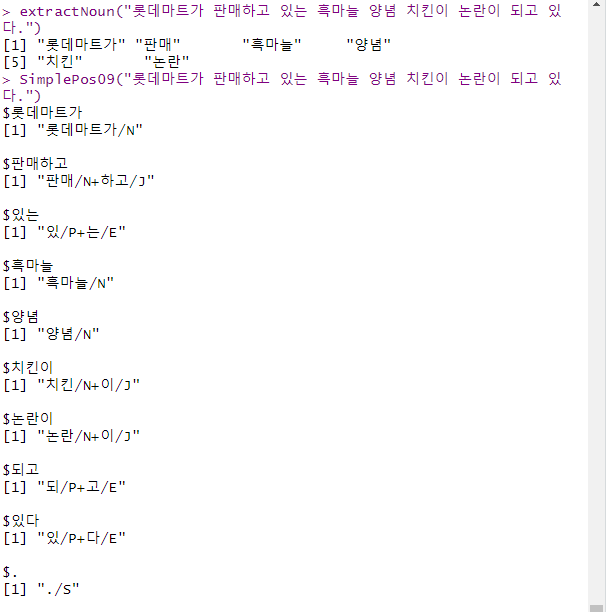 > extractNoun("롯데마트가 판매하고 있는 흑마늘 양념 치킨이 논란이 되고 있
다.")
[1] "롯데마트가" "판매" "흑마늘" "양념"
[5] "치킨" "논란"
> SimplePos09("롯데마트가 판매하고 있는 흑마늘 양념 치킨이 논란이 되고 있
다.")
$롯데마트가
[1] "롯데마트가/N"
$판매하고
[1] "판매/N+하고/J"
$있는
[1] "있/P+는/E"
$흑마늘
[1] "흑마늘/N"
$양념
[1] "양념/N"
$치킨이
[1] "치킨/N+이/J"
$논란이
[1] "논란/N+이/J"
$되고
[1] "되/P+고/E"
$있다
[1] "있/P+다/E"
$.
[1] "./S"